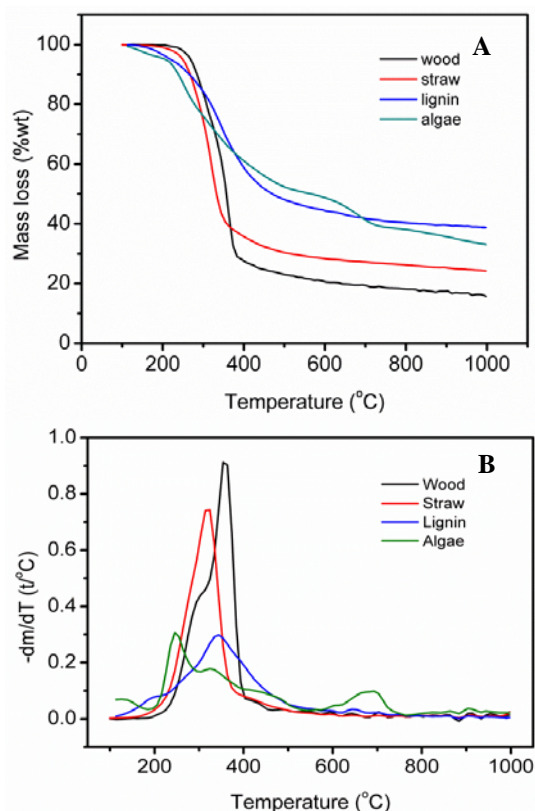 A
wood
straw
lignin
algae
100
80
60
40
20
0
Mass loss (%wt)
0 200 400 600 800 1000
Temperature (°C)
B
Wood
Straw
Lignin
Algae
1.0
0.8
0.6
0.4
0.2
0.0
-dm/dT (t/°C)
200 400 600 800 1000
Temperature (°C)